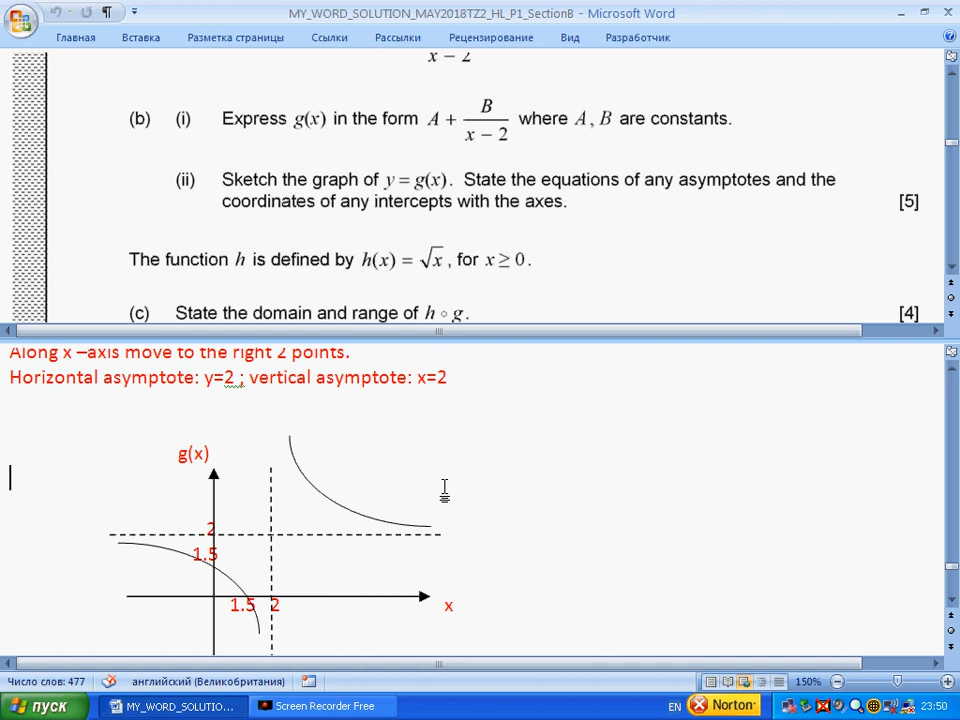 MY_WORD_SOLUTION_MAY2018TZ2_HL_P1_SectionB - Microsoft Word
Главная Вставка Разметка страницы Ссылки Рассылки Рецензирование Вид Разработчик
x − 2
(b) (i) Express g(x) in the form A + B/(x − 2) where A, B are constants.
(ii) Sketch the graph of y = g(x). State the equations of any asymptotes and the
coordinates of any intercepts with the axes. [5]
The function h is defined by h(x) = √x, for x ≥ 0.
(c) State the domain and range of h ∘ g. [4]
Along x –axis move to the right 2 points.
Horizontal asymptote: y=2 ; vertical asymptote: x=2
g(x)
2
1.5
1.5 2 x
Число слов: 477 английский (Великобритания) 150%
пуск MY_WORD_SOLUTIO... Screen Recorder Free EN Norton 23:50